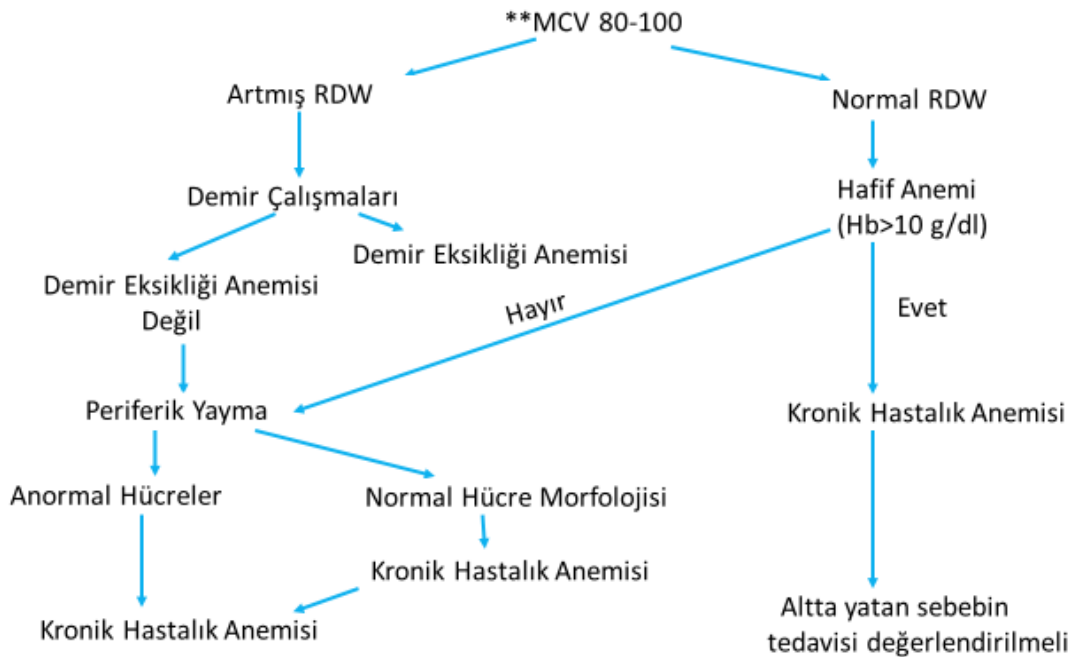 **MCV 80-100
Artmış RDW
Normal RDW
Demir Çalışmaları
Hafif Anemi
(Hb>10 g/dl)
Demir Eksikliği Anemisi
Demir Eksikliği Anemisi
Değil
Hayır
Evet
Periferik Yayma
Kronik Hastalık Anemisi
Anormal Hücreler
Normal Hücre Morfolojisi
Kronik Hastalık Anemisi
Kronik Hastalık Anemisi
Altta yatan sebebin
tedavisi değerlendirilmeli